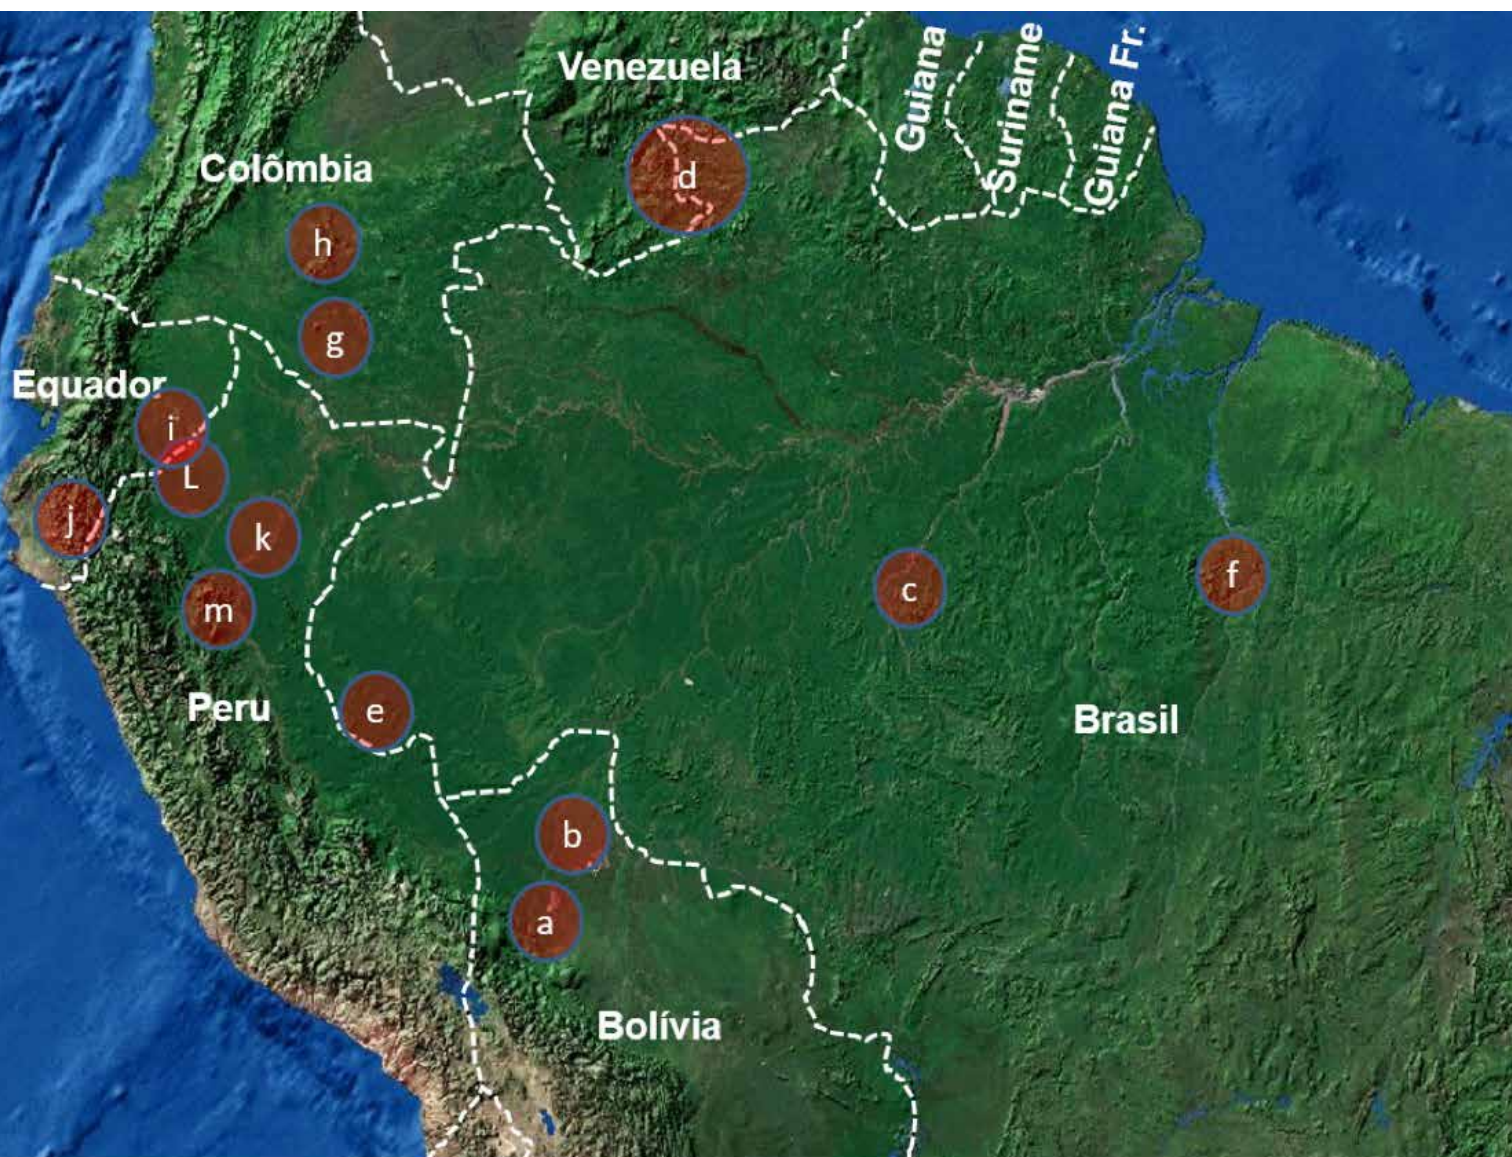 Venezuela
Guiana
Suriname
Guiana Fr.
Colômbia
d
h
g
Equador
i
L
j
k
c
f
m
Peru
e
Brasil
b
a
Bolívia